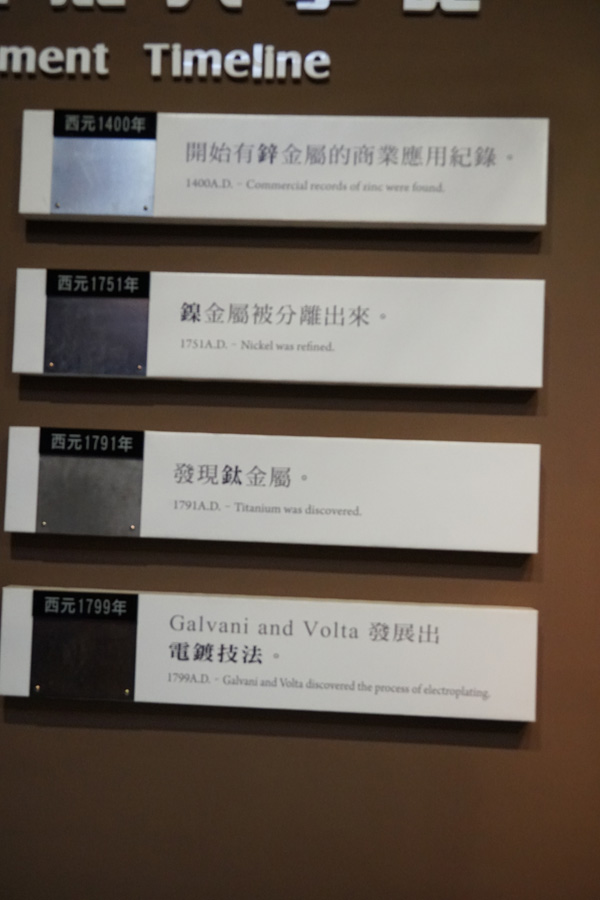 ment Timeline
西元1400年
開始有鋅金屬的商業應用紀錄。
1400A.D. - Commercial records of zinc were found.
西元1751年
鎳金屬被分離出來。
1751A.D. - Nickel was refined.
西元1791年
發現鈦金屬。
1791A.D. - Titanium was discovered.
西元1799年
Galvani and Volta 發展出
電鍍技法。
1799A.D. - Galvani and Volta discovered the process of electroplating.